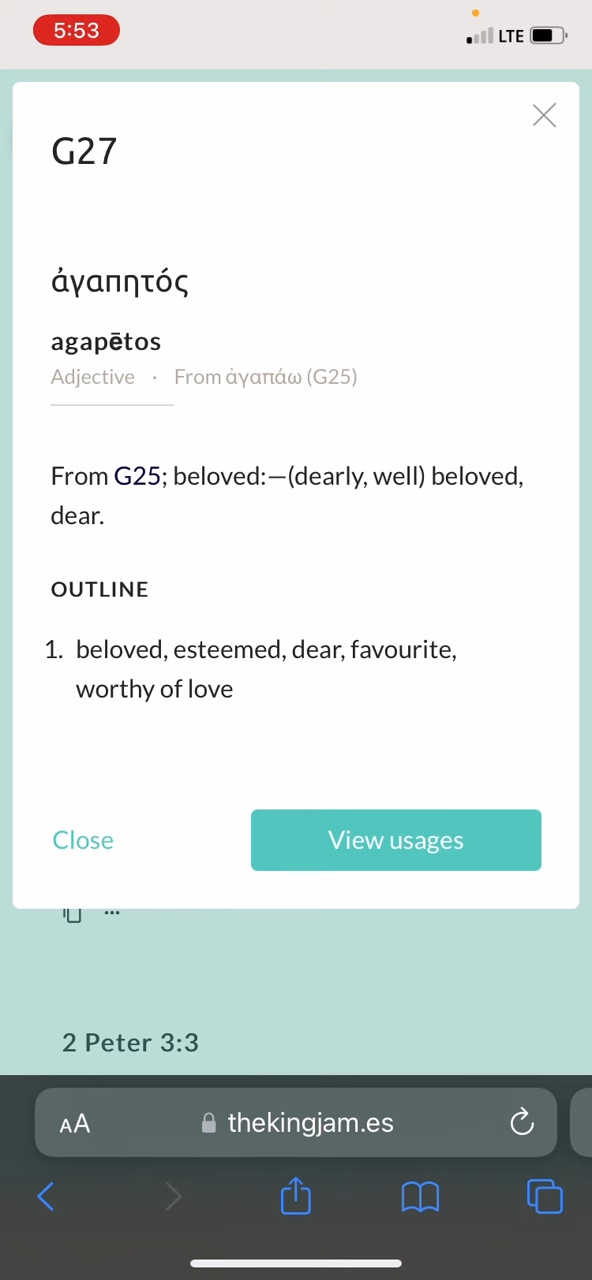 5:53
LTE
G27
ἀγαπητός
agapētos
Adjective · From ἀγαπάω (G25)
From G25; beloved:—(dearly, well) beloved,
dear.
OUTLINE
1. beloved, esteemed, dear, favourite,
worthy of love
Close
View usages
2 Peter 3:3
AA
thekingjam.es